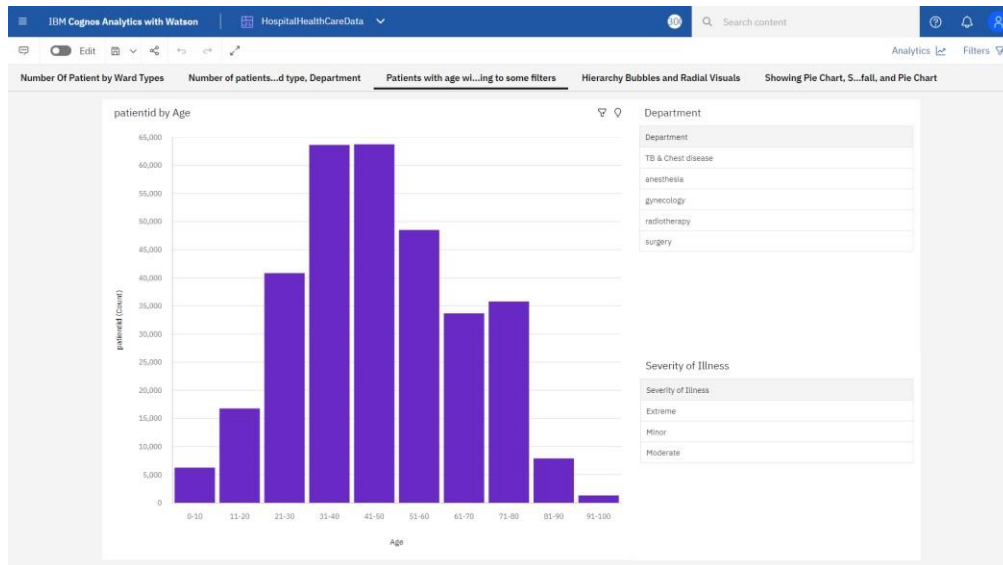 IBM Cognos Analytics with Watson
HospitalHealthCareData
Search content
Edit
Analytics
Filters
Number Of Patient by Ward Types
Number of patients...d type, Department
Patients with age wi...ing to some filters
Hierarchy Bubbles and Radial Visuals
Showing Pie Chart, S...fall, and Pie Chart
patientid by Age
65,000
60,000
55,000
50,000
45,000
40,000
35,000
30,000
25,000
20,000
15,000
10,000
5,000
0
patientid (Count)
0-10
11-20
21-30
31-40
41-50
51-60
61-70
71-80
81-90
91-100
Age
Department
Department
TB & Chest disease
anesthesia
gynecology
radiotherapy
surgery
Severity of Illness
Severity of Illness
Extreme
Minor
Moderate